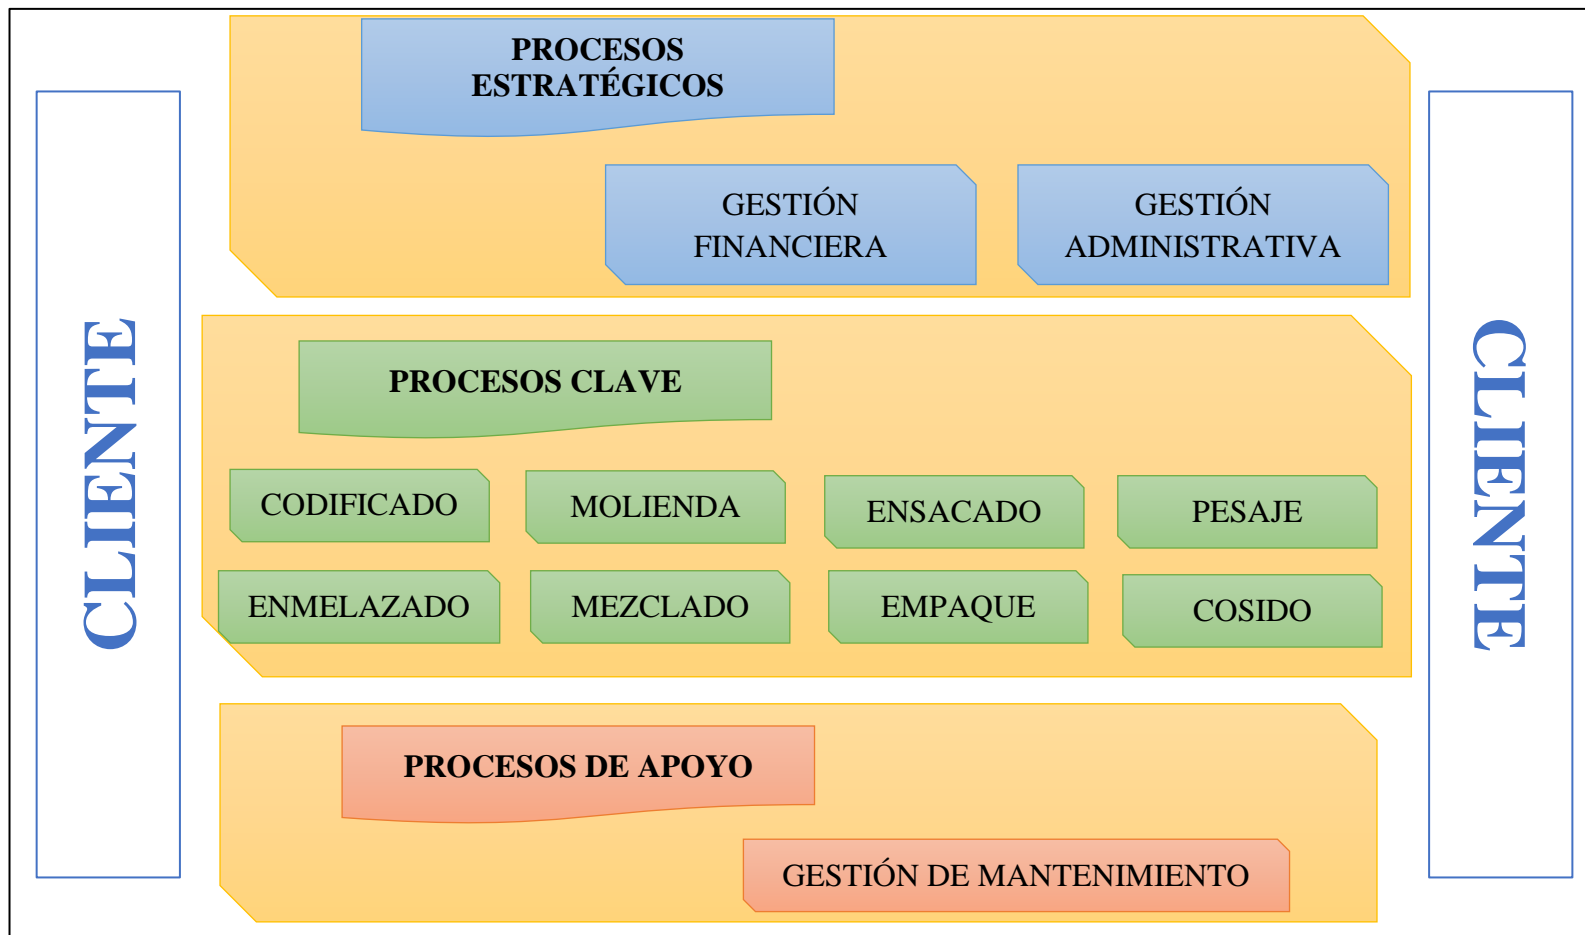 CLIENTE
PROCESOS
ESTRATÉGICOS
GESTIÓN
FINANCIERA
GESTIÓN
ADMINISTRATIVA
PROCESOS CLAVE
CODIFICADO
MOLIENDA
ENSACADO
PESAJE
ENMELAZADO
MEZCLADO
EMPAQUE
COSIDO
PROCESOS DE APOYO
GESTIÓN DE MANTENIMIENTO
CLIENTE